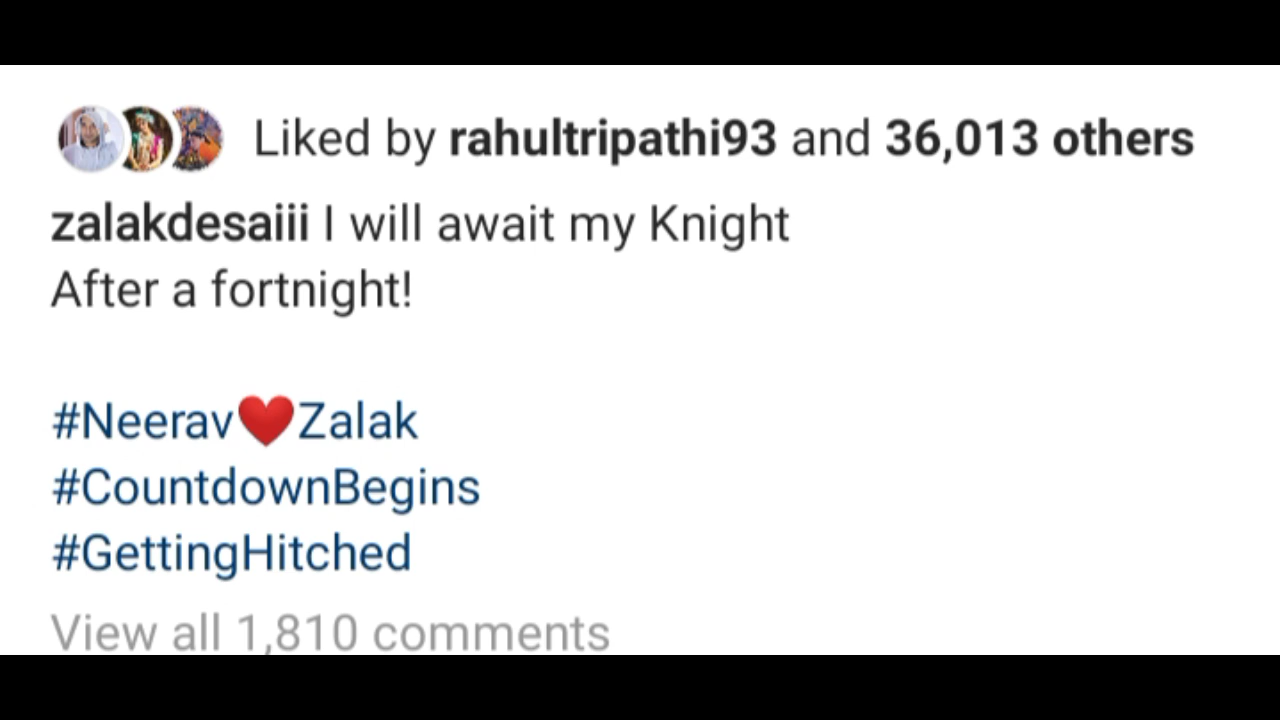 Liked by rahultripathi93 and 36,013 others
zalakdesaiii I will await my Knight
After a fortnight!
#Neerav❤️Zalak
#CountdownBegins
#GettingHitched
View all 1,810 comments